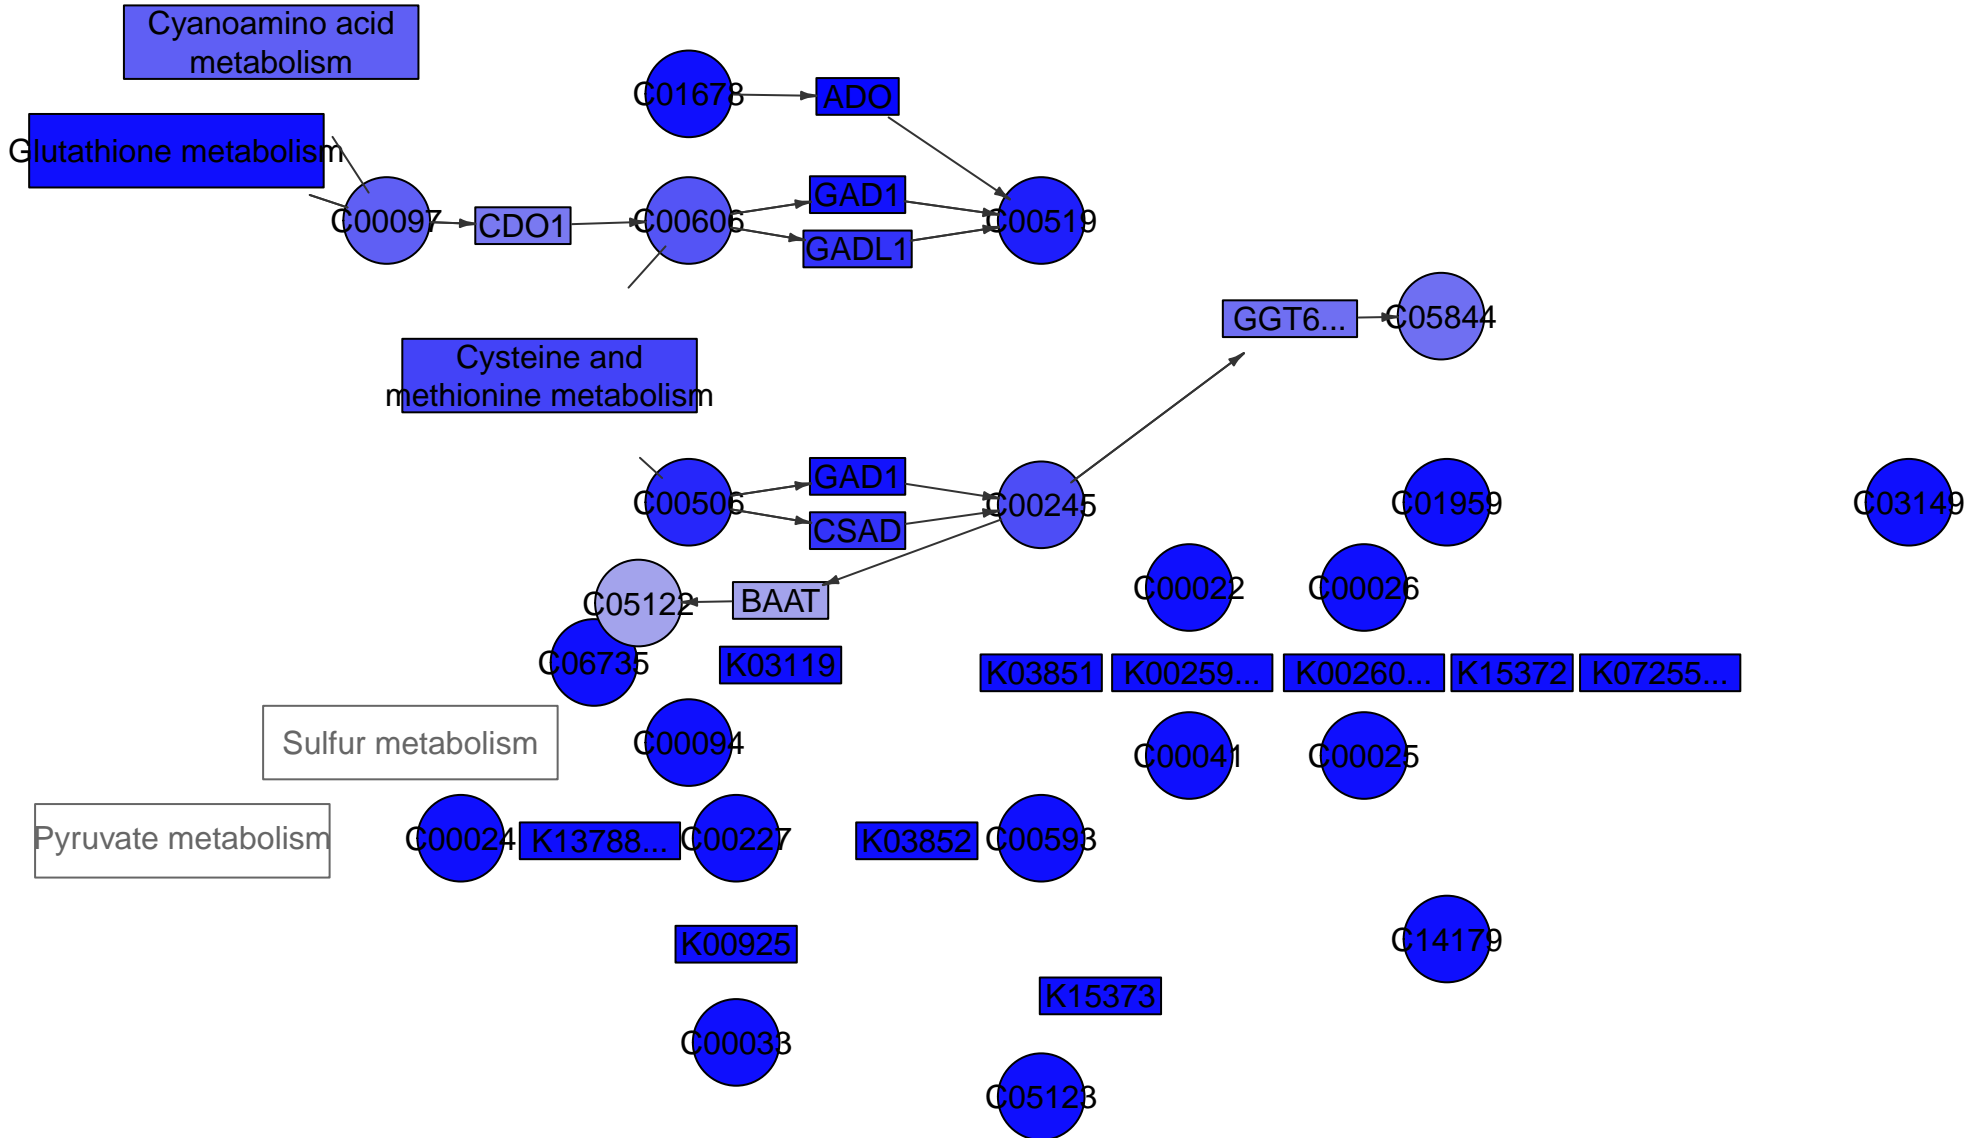 Cyanoamino acid
metabolism
C01678
ADO
Glutathione metabolism
C00097
CDO1
C00606
GAD1
GADL1
C00519
GGT6...
C05844
Cysteine and
methionine metabolism
C00506
GAD1
CSAD
C00245
C01959
C03149
C05122
BAAT
C00022
C00026
C06735
K03119
K03851
K00259...
K00260...
K15372
K07255...
Sulfur metabolism
C00094
C00041
C00025
Pyruvate metabolism
C00024
K13788...
C00227
K03852
C00593
K00925
C14179
K15373
C00033
C05123